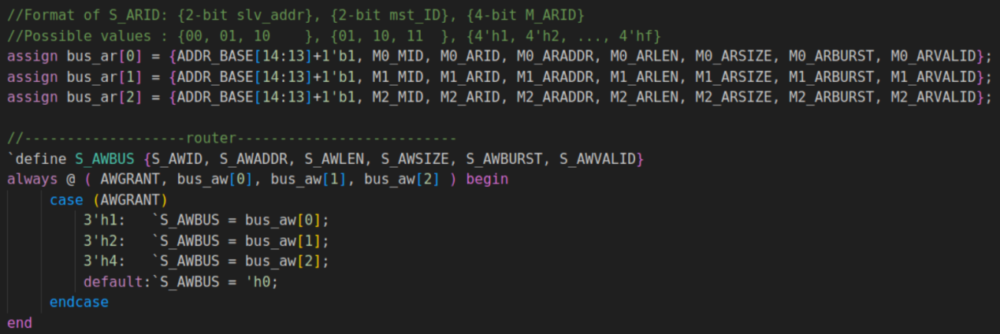 //Format of S_ARID: {2-bit slv_addr}, {2-bit mst_ID}, {4-bit M_ARID}
//Possible values : {00, 01, 10    }, {01, 10, 11  }, {4'h1, 4'h2, ..., 4'hf}
assign bus_ar[0] = {ADDR_BASE[14:13]+1'b1, M0_MID, M0_ARID, M0_ARADDR, M0_ARLEN, M0_ARSIZE, M0_ARBURST, M0_ARVALID};
assign bus_ar[1] = {ADDR_BASE[14:13]+1'b1, M1_MID, M1_ARID, M1_ARADDR, M1_ARLEN, M1_ARSIZE, M1_ARBURST, M1_ARVALID};
assign bus_ar[2] = {ADDR_BASE[14:13]+1'b1, M2_MID, M2_ARID, M2_ARADDR, M2_ARLEN, M2_ARSIZE, M2_ARBURST, M2_ARVALID};

//-------------------router--------------------------
`define S_AWBUS {S_AWID, S_AWADDR, S_AWLEN, S_AWSIZE, S_AWBURST, S_AWVALID}
always @ ( AWGRANT, bus_aw[0], bus_aw[1], bus_aw[2] ) begin
     case (AWGRANT)
         3'h1:   `S_AWBUS = bus_aw[0];
         3'h2:   `S_AWBUS = bus_aw[1];
         3'h4:   `S_AWBUS = bus_aw[2];
         default:`S_AWBUS = 'h0;
     endcase
end